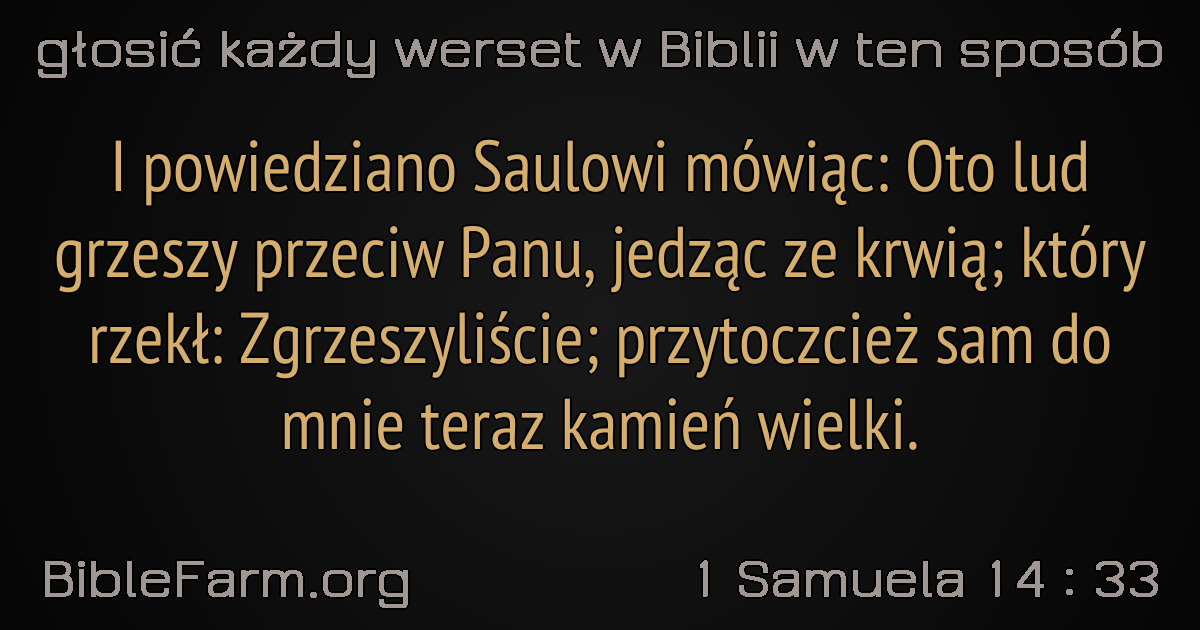 głosić każdy werset w Biblii w ten sposób
I powiedziano Saulowi mówiąc: Oto lud
grzeszy przeciw Panu, jedząc ze krwią; który
rzekł: Zgrzeszyliście; przytoczcież sam do
mnie teraz kamień wielki.
BibleFarm.org
1 Samuela 14 : 33